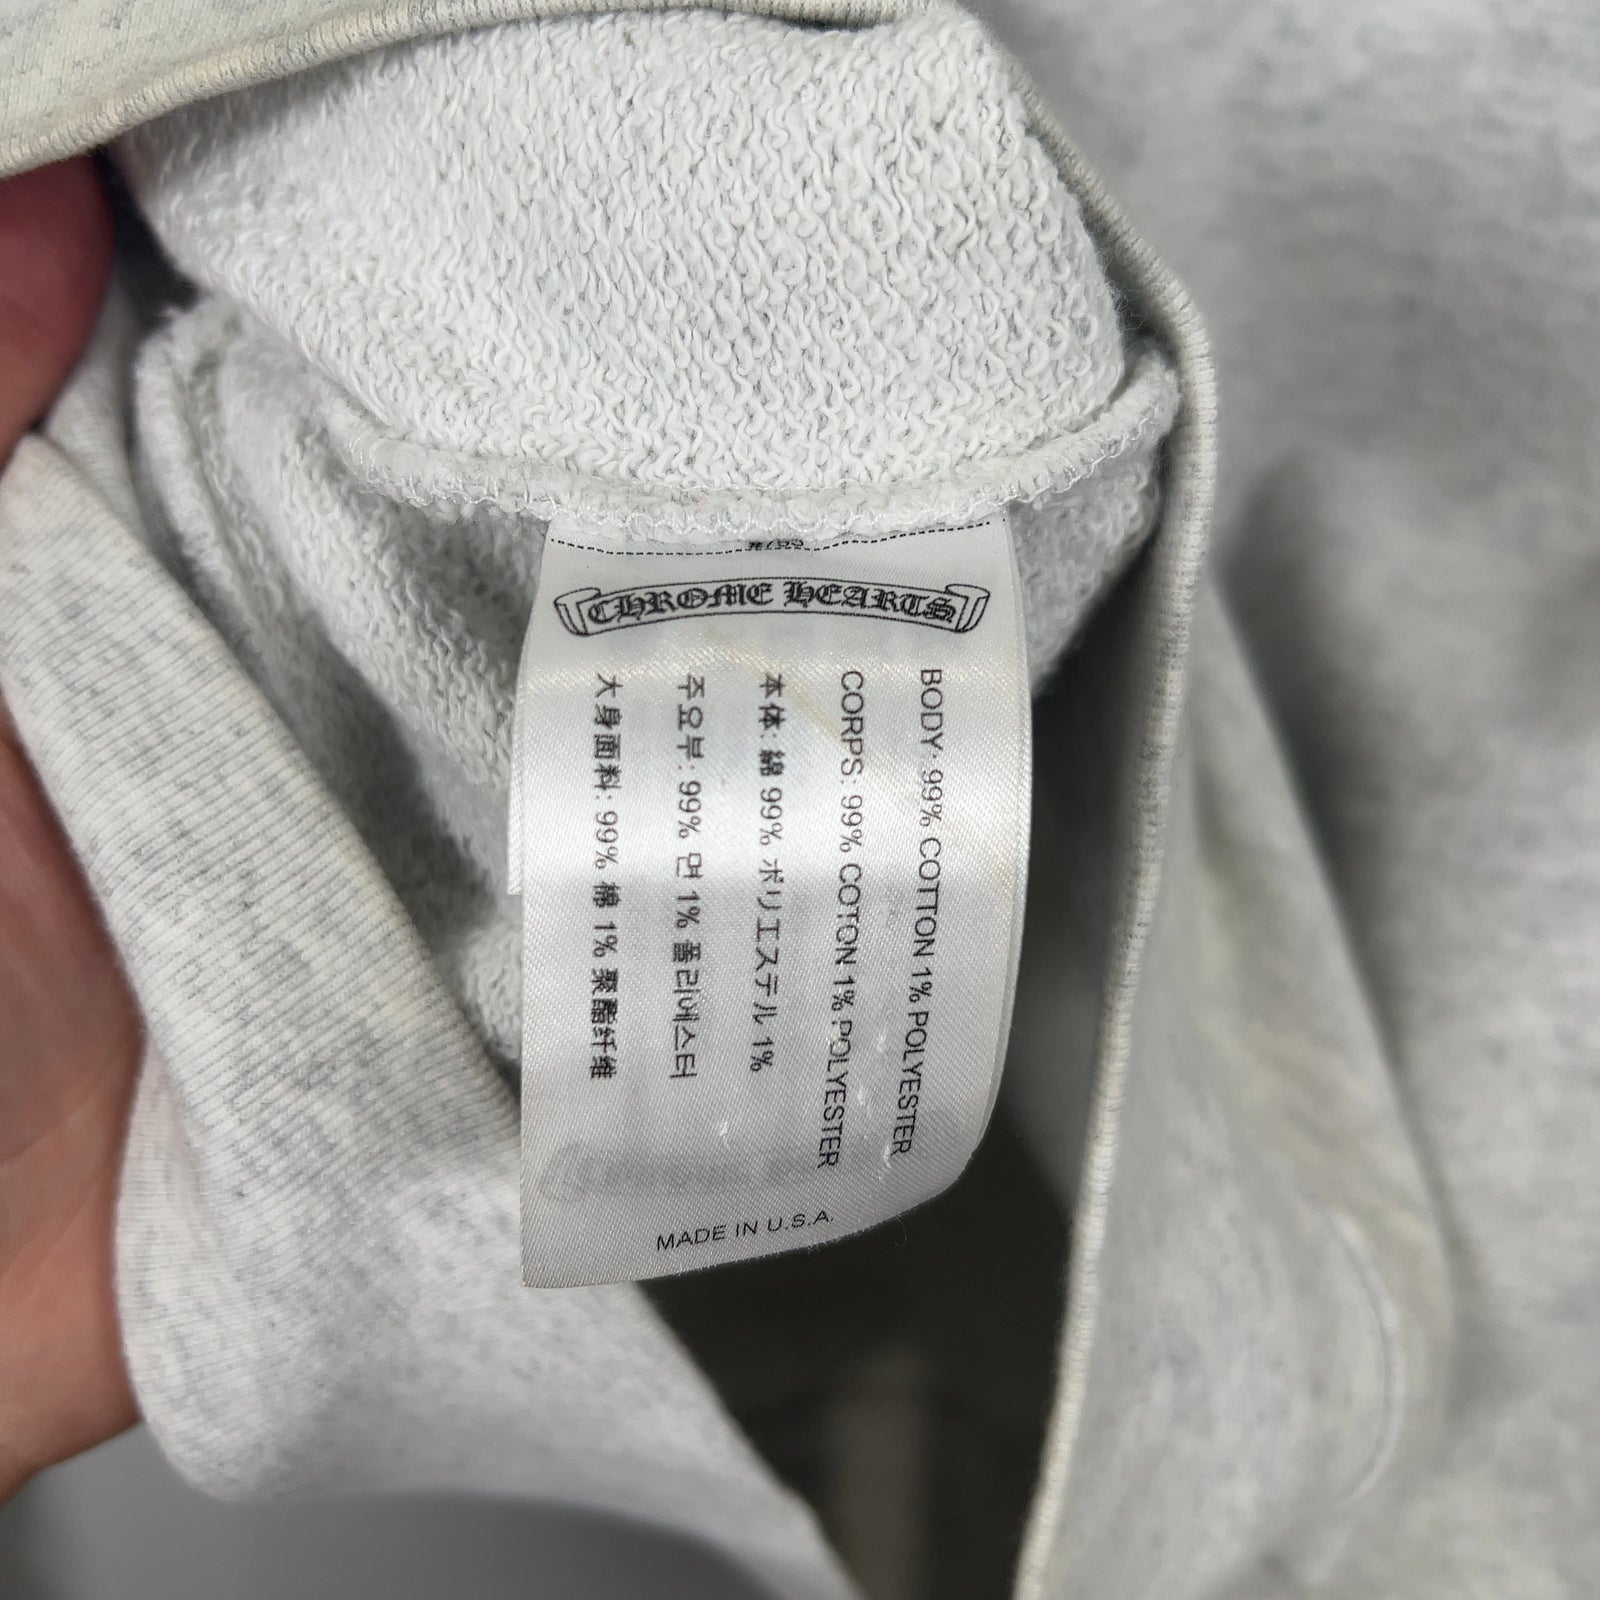 CHROME HEARTS
BODY: 99% COTTON 1% POLYESTER
CORPS: 99% COTON 1% POLYESTER
本体: 綿 99% ポリエステル 1%
주요부: 99% 면 1% 폴리에스터
大身面料: 99% 棉 1% 聚酯纤维
MADE IN U.S.A.